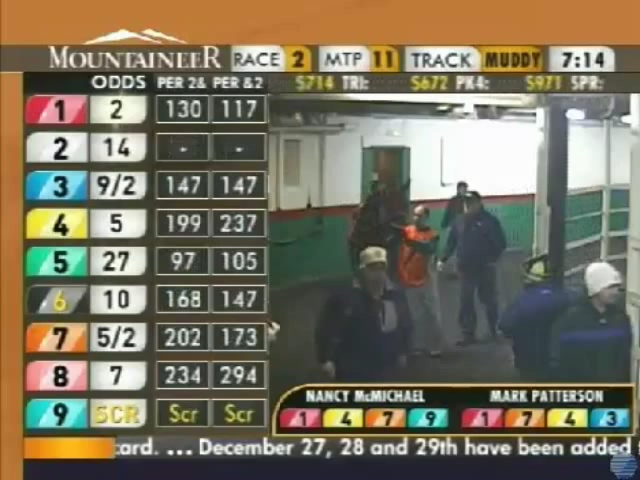 MOUNTAINEER RACE 2 MTP 11 TRACK MUDDY 7:14
ODDS PER 2& PER &2 $714 TRI: $672 PK4: $971 SPR:
1 2 130 117
2 14 - -
3 9/2 147 147
4 5 199 237
5 27 97 105
6 10 168 147
7 5/2 202 173
8 7 234 294
9 SCR Scr Scr
NANCY McMICHAEL MARK PATTERSON
1 4 7 9 1 7 4 3
card. ... December 27, 28 and 29th have been added